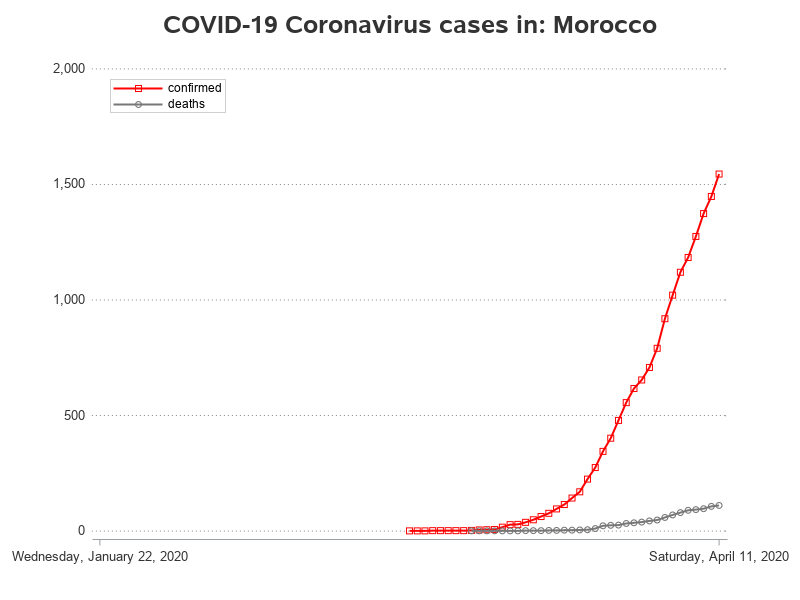 COVID-19 Coronavirus cases in: Morocco
2,000
confirmed
deaths
1,500
1,000
500
0
Wednesday, January 22, 2020
Saturday, April 11, 2020